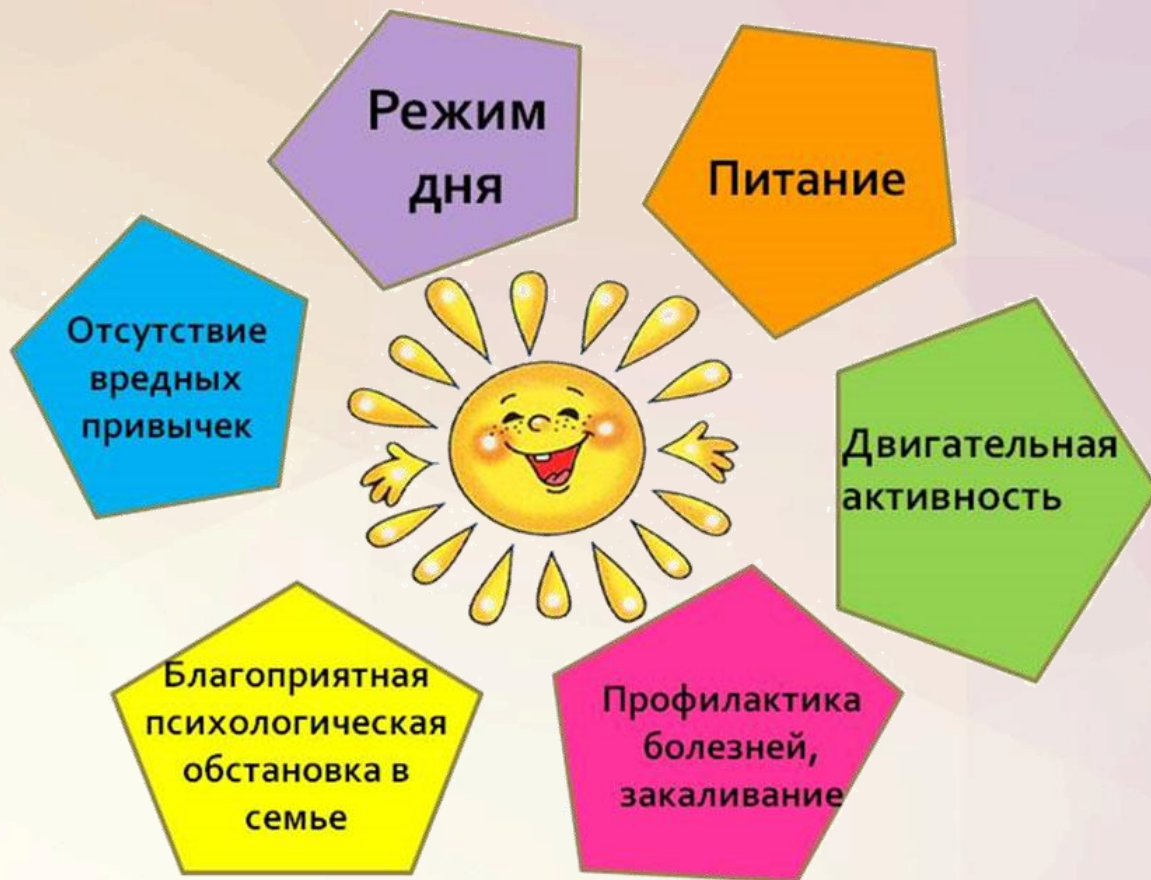 Режим
дня
Питание
Отсутствие
вредных
привычек
Двигательная
активность
Благоприятная
психологическая
обстановка в
семье
Профилактика
болезней,
закаливание